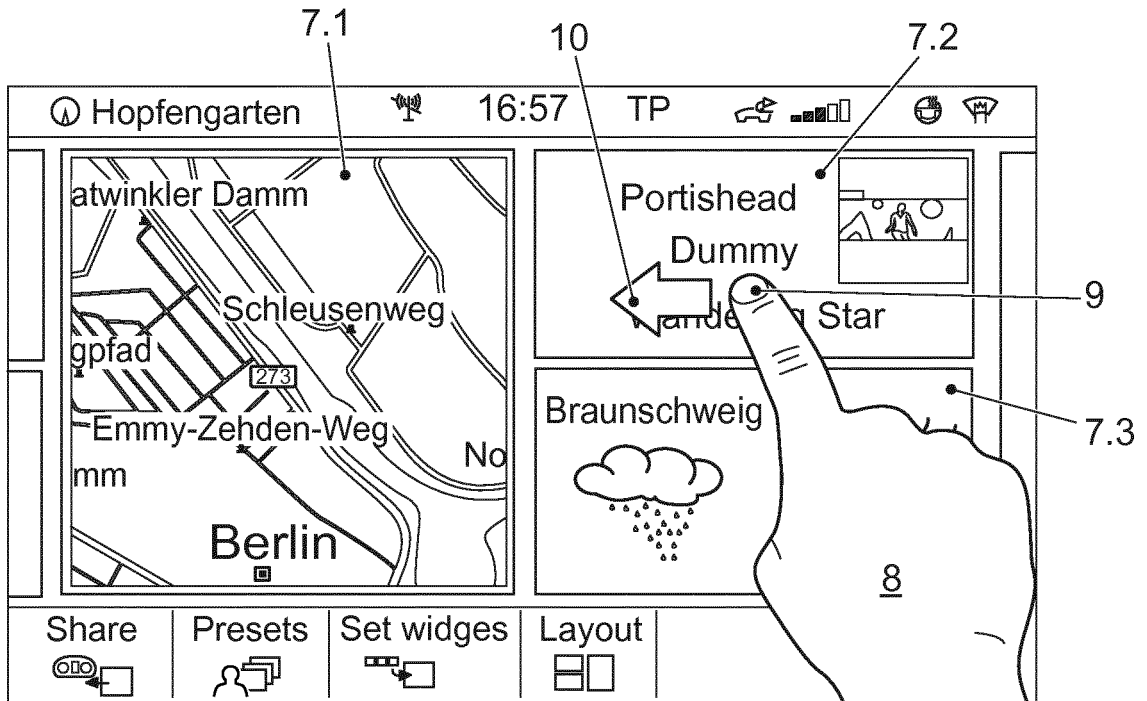 7.1
10
7.2
Hopfengarten 16:57 TP
atwinkler Damm
Portishead
Dummy
9
Schleusenweg
Star
gpfad
273
Braunschweig
7.3
Emmy-Zehden-Weg
No
mm
Berlin
8
Share Presets Set widges Layout